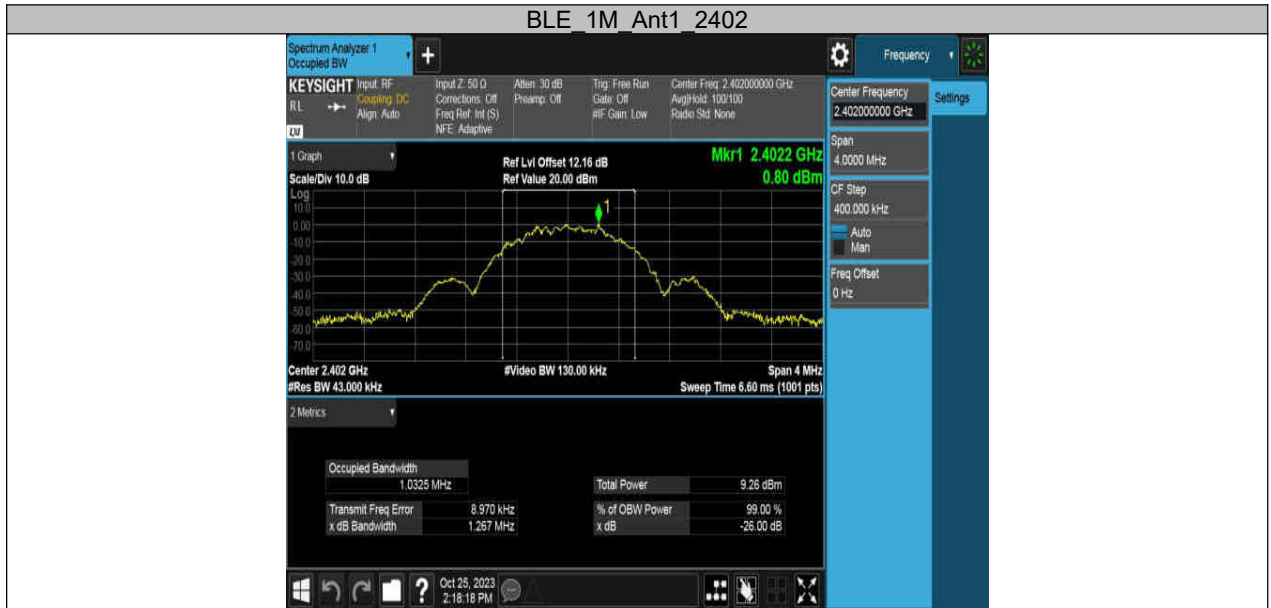 BLE_1M_Ant1_2402
Spectrum Analyzer 1
Occupied BW
+
Frequency
KEYSIGHT
RL
LXI
Input: RF
Coupling: DC
Align: Auto
Input Z: 50 Ω
Corrections: Off
Freq Ref: Int (S)
NFE: Adaptive
Atten: 30 dB
Preamp: Off
Trig: Free Run
Gate: Off
#IF Gain: Low
Center Freq: 2.402000000 GHz
Avg|Hold: 100/100
Radio Std: None
Center Frequency
2.402000000 GHz
Settings
Span
4.0000 MHz
CF Step
400.000 kHz
Auto
Man
Freq Offset
0 Hz
1 Graph
Scale/Div 10.0 dB
Ref Lvl Offset 12.16 dB
Ref Value 20.00 dBm
Mkr1 2.4022 GHz
0.80 dBm
Log
10.0
0.00
-10.0
-20.0
-30.0
-40.0
-50.0
-60.0
-70.0
1
Center 2.402 GHz
#Res BW 43.000 kHz
#Video BW 130.00 kHz
Span 4 MHz
Sweep Time 6.60 ms (1001 pts)
2 Metrics
Occupied Bandwidth
1.0325 MHz
Total Power 9.26 dBm
Transmit Freq Error 8.970 kHz
% of OBW Power 99.00 %
x dB Bandwidth 1.267 MHz
x dB -26.00 dB
?
Oct 25, 2023
2:18:18 PM